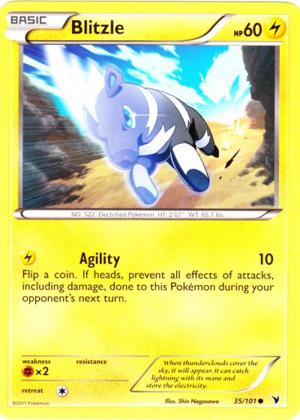 BASIC
Blitzle
HP60
NO. 522 Electrified Pokémon HT: 2'07" WT: 65.7 lbs.
Agility 10
Flip a coin. If heads, prevent all effects of attacks,
including damage, done to this Pokémon during your
opponent's next turn.
weakness resistance
×2
When thunderclouds cover the
sky, it will appear. It can catch
lightning with its mane and
store the electricity.
retreat
©2011 Pokémon
Illus. Shin Nagasawa
35/101